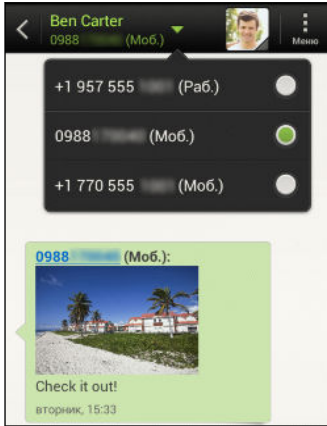 Ben Carter
0988 (Моб.)
Меню
+1 957 555 (Раб.)
0988 (Моб.)
+1 770 555 (Моб.)
0988 (Моб.):
Check it out!
вторник, 15:33